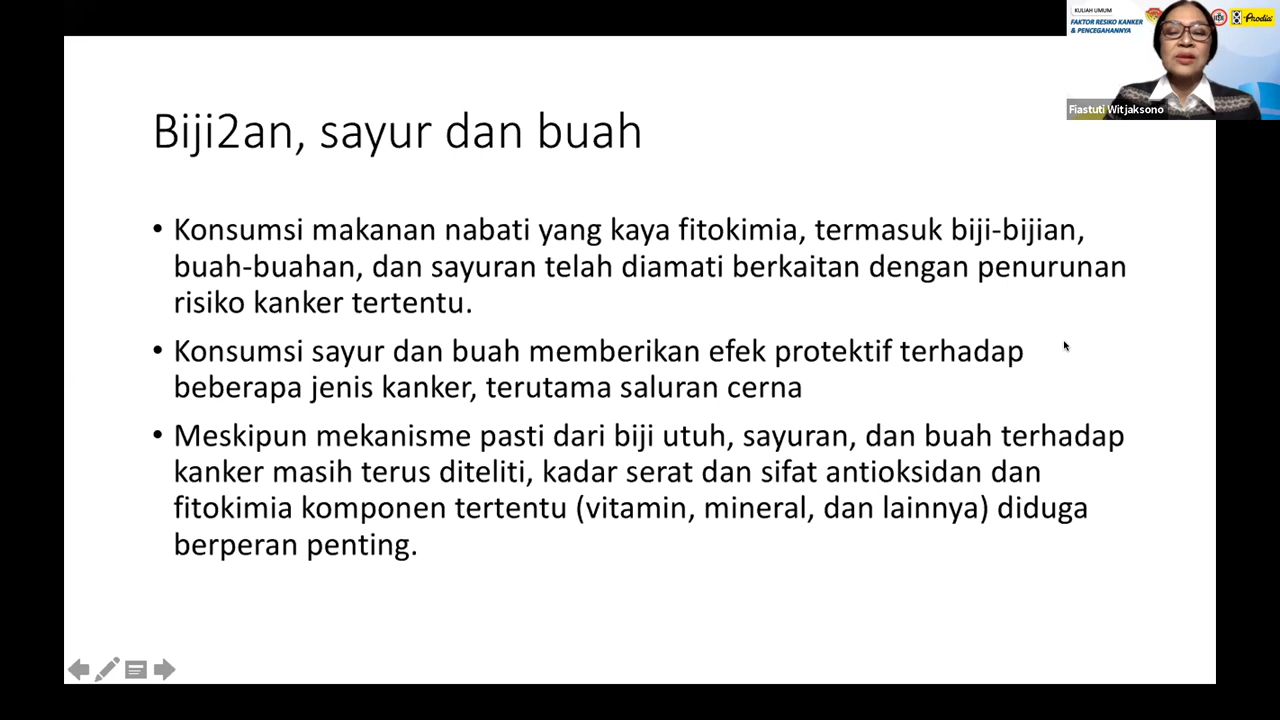 KULIAH UMUM
FAKTOR RESIKO KANKER
& PENCEGAHANNYA
Prodia
Fiastuti Witjaksono
Biji2an, sayur dan buah
• Konsumsi makanan nabati yang kaya fitokimia, termasuk biji-bijian,
buah-buahan, dan sayuran telah diamati berkaitan dengan penurunan
risiko kanker tertentu.
• Konsumsi sayur dan buah memberikan efek protektif terhadap
beberapa jenis kanker, terutama saluran cerna
• Meskipun mekanisme pasti dari biji utuh, sayuran, dan buah terhadap
kanker masih terus diteliti, kadar serat dan sifat antioksidan dan
fitokimia komponen tertentu (vitamin, mineral, dan lainnya) diduga
berperan penting.